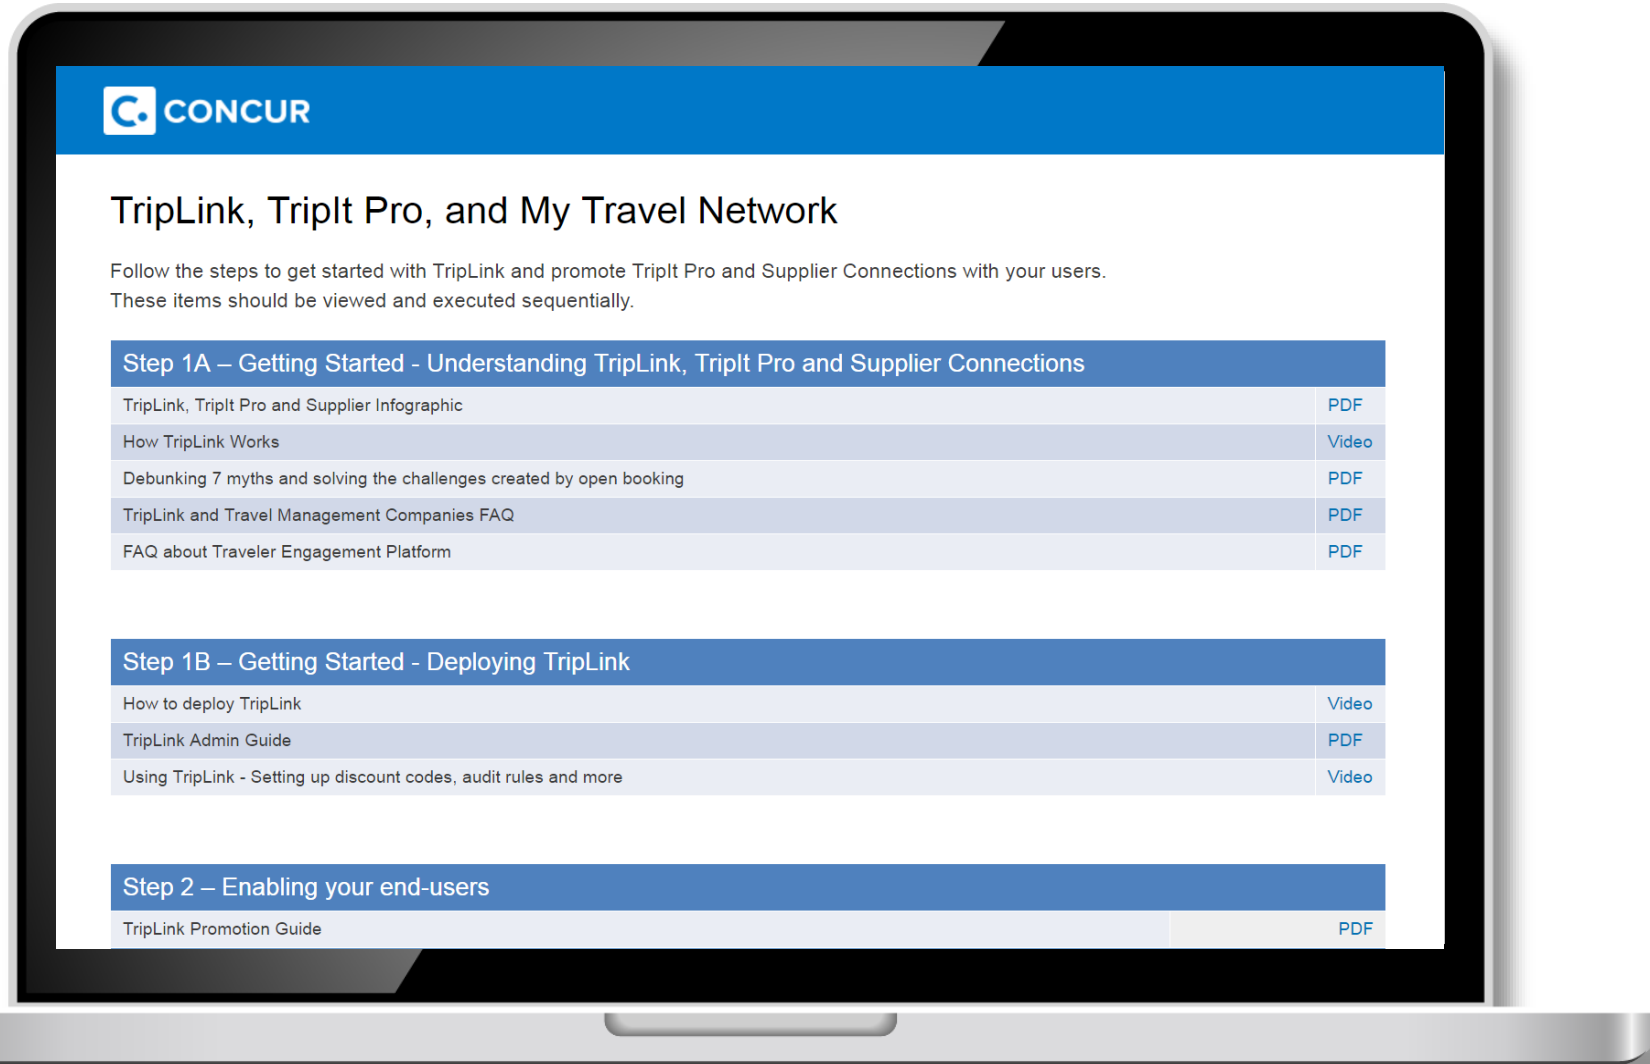 C. CONCUR
TripLink, TripIt Pro, and My Travel Network
Follow the steps to get started with TripLink and promote TripIt Pro and Supplier Connections with your users.
These items should be viewed and executed sequentially.
Step 1A – Getting Started - Understanding TripLink, TripIt Pro and Supplier Connections
TripLink, TripIt Pro and Supplier Infographic PDF
How TripLink Works Video
Debunking 7 myths and solving the challenges created by open booking PDF
TripLink and Travel Management Companies FAQ PDF
FAQ about Traveler Engagement Platform PDF
Step 1B – Getting Started - Deploying TripLink
How to deploy TripLink Video
TripLink Admin Guide PDF
Using TripLink - Setting up discount codes, audit rules and more Video
Step 2 – Enabling your end-users
TripLink Promotion Guide PDF